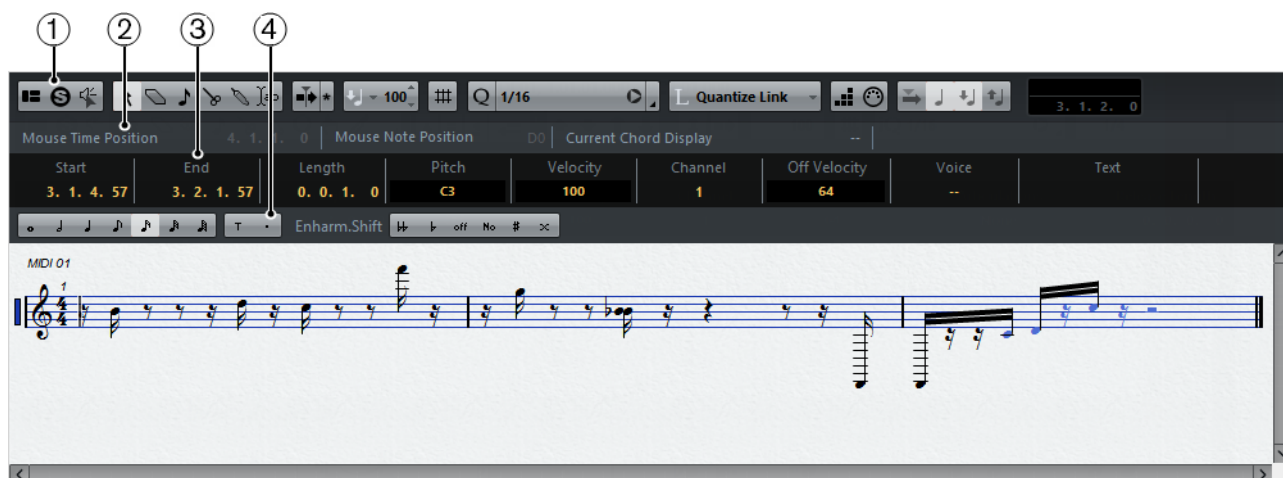 1 2 3 4
S 100 Q 1/16 L Quantize Link 3. 1. 2. 0
Mouse Time Position 4. 1. 1. 0 Mouse Note Position D0 Current Chord Display --
Start End Length Pitch Velocity Channel Off Velocity Voice Text
3. 1. 4. 57 3. 2. 1. 57 0. 0. 1. 0 C3 100 1 64 --
T . Enharm.Shift off No
MIDI 01
1
4
4